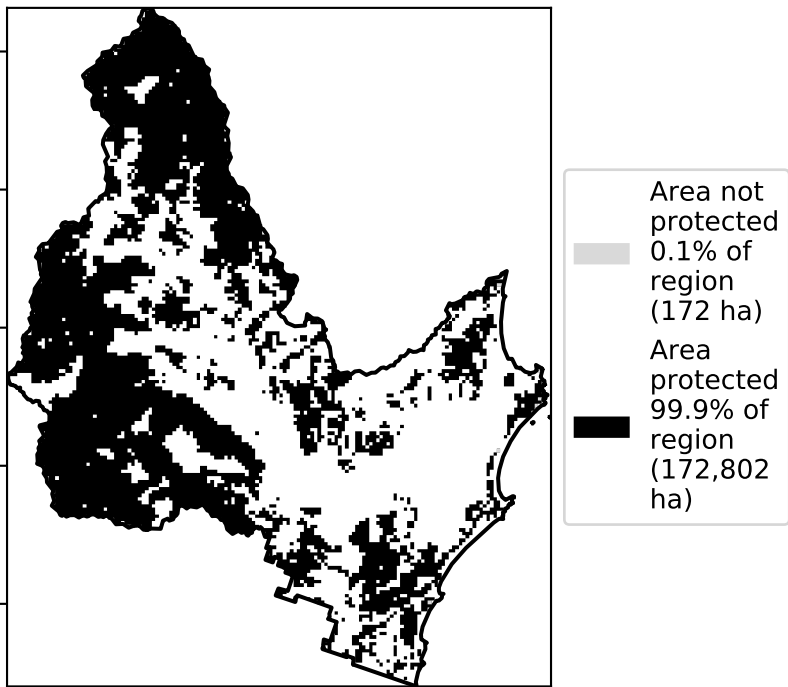 Area not
protected
0.1% of
region
(172 ha)
Area
protected
99.9% of
region
(172,802
ha)